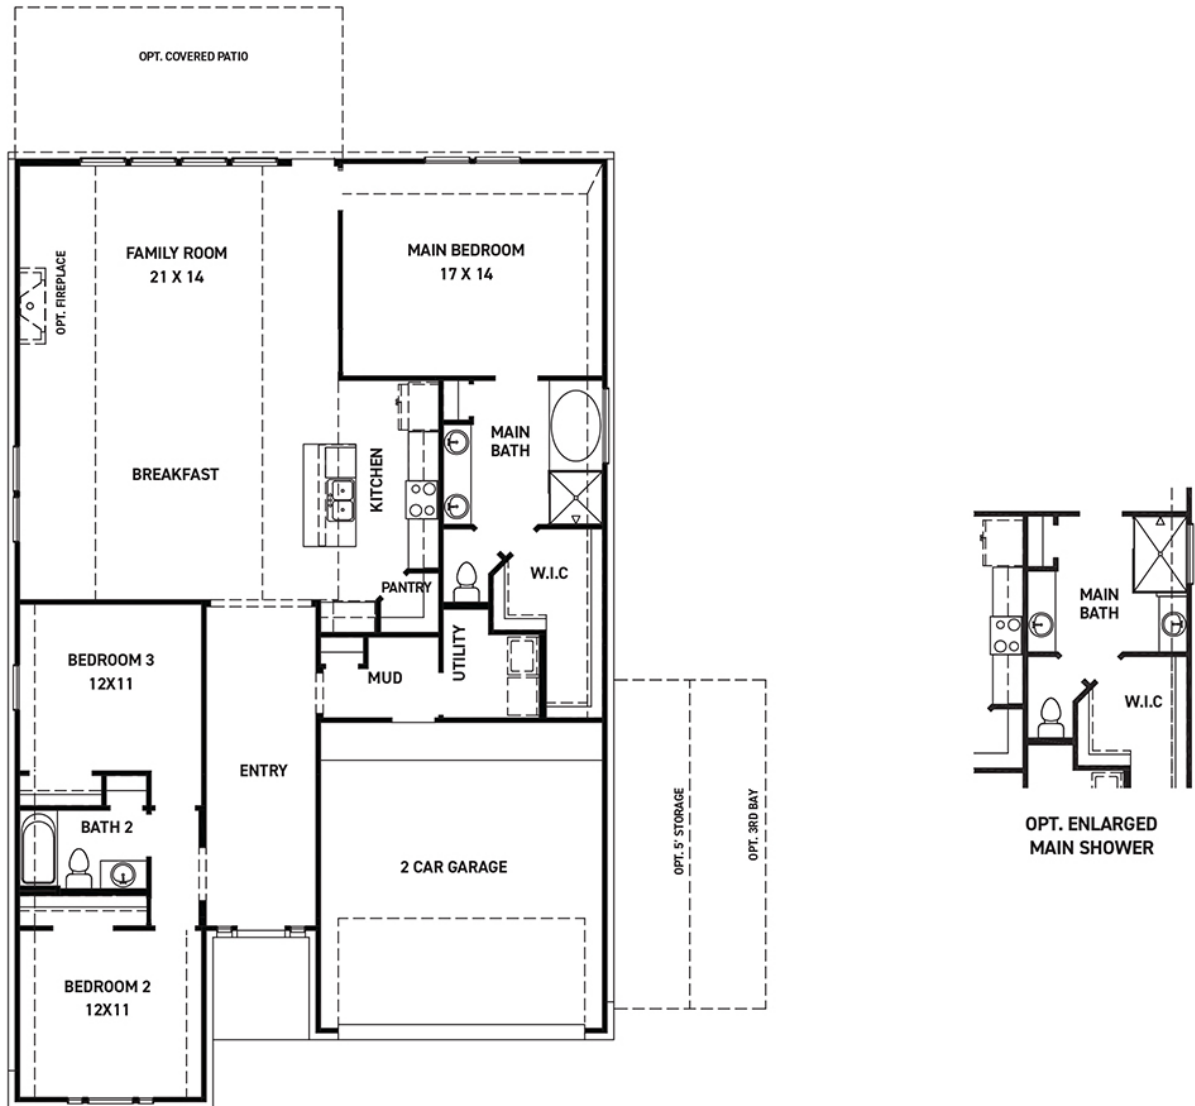 OPT. COVERED PATIO
FAMILY ROOM
21 X 14
OPT. FIREPLACE
MAIN BEDROOM
17 X 14
BREAKFAST
KITCHEN
MAIN
BATH
PANTRY
W.I.C
BEDROOM 3
12X11
MUD
UTILITY
ENTRY
BATH 2
2 CAR GARAGE
OPT. 5' STORAGE
OPT. 3RD BAY
BEDROOM 2
12X11
MAIN
BATH
W.I.C
OPT. ENLARGED
MAIN SHOWER